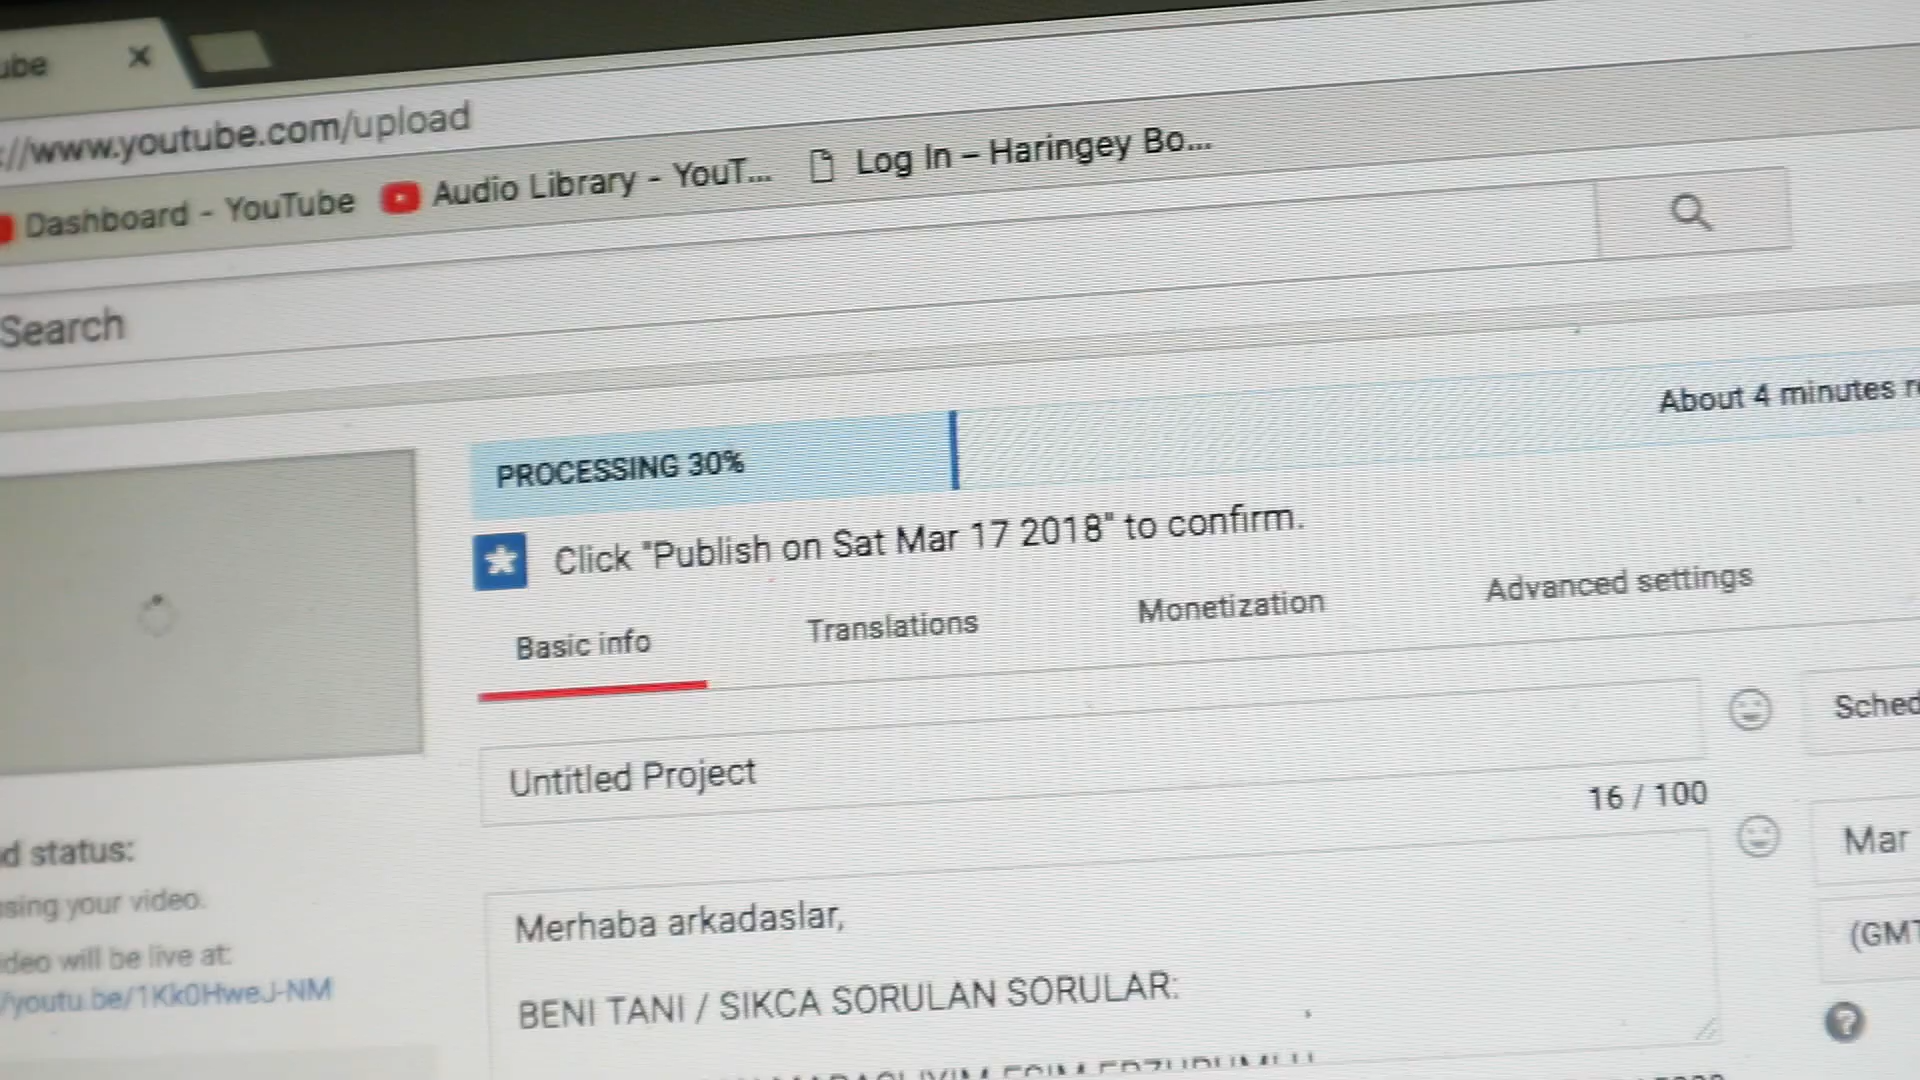 ube
://www.youtube.com/upload
Dashboard - YouTube
Audio Library - YouT...
Log In – Haringey Bo...
Search
About 4 minutes re
PROCESSING 30%
Click "Publish on Sat Mar 17 2018" to confirm.
Basic info
Translations
Monetization
Advanced settings
Untitled Project
Sched
16 / 100
d status:
Mar
sing your video.
Merhaba arkadaslar,
(GMT
ideo will be live at:
/youtu.be/1Kk0HweJ-NM
BENI TANI / SIKCA SORULAN SORULAR: